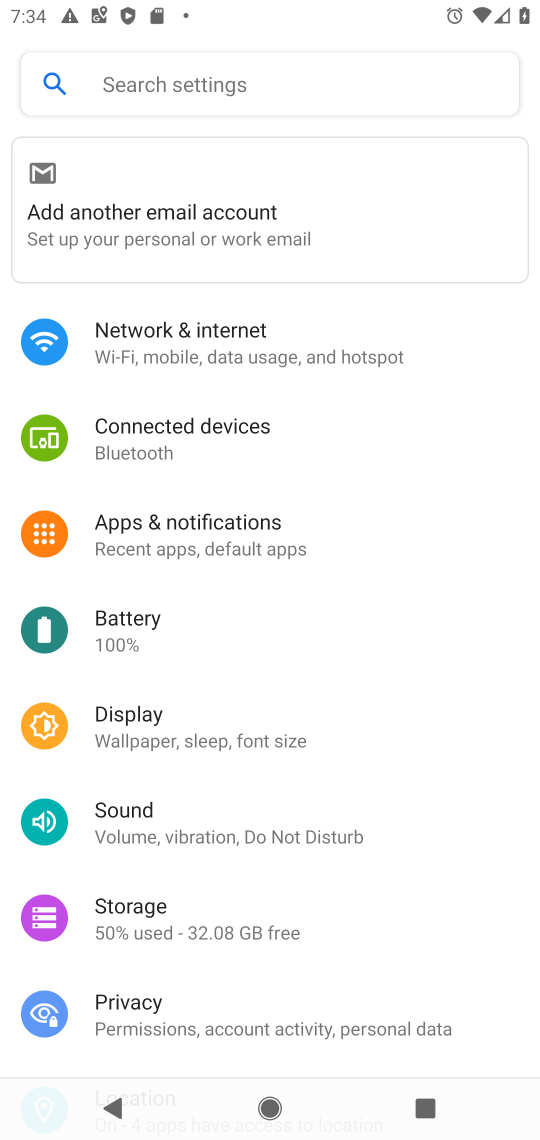 7:34
Search settings
Add another email account
Set up your personal or work email
Network & internet
Wi-Fi, mobile, data usage, and hotspot
Connected devices
Bluetooth
Apps & notifications
Recent apps, default apps
Battery
100%
Display
Wallpaper, sleep, font size
Sound
Volume, vibration, Do Not Disturb
Storage
50% used - 32.08 GB free
Privacy
Permissions, account activity, personal data
Location
On - 4 apps have access to location